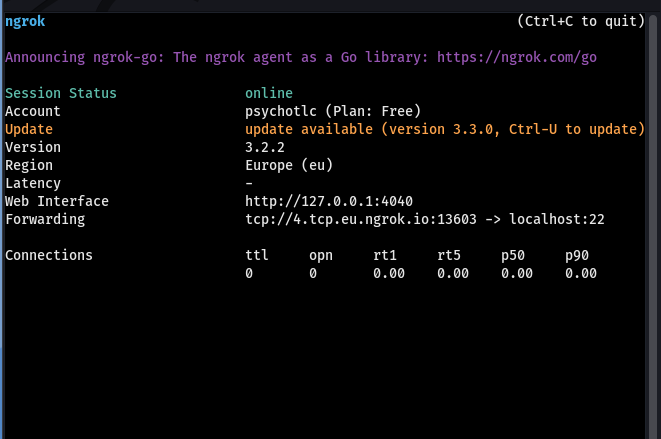 ngrok (Ctrl+C to quit)
Announcing ngrok-go: The ngrok agent as a Go library: https://ngrok.com/go
Session Status online
Account psychotlc (Plan: Free)
Update update available (version 3.3.0, Ctrl-U to update)
Version 3.2.2
Region Europe (eu)
Latency -
Web Interface http://127.0.0.1:4040
Forwarding tcp://4.tcp.eu.ngrok.io:13603 -> localhost:22
Connections ttl opn rt1 rt5 p50 p90
0 0 0.00 0.00 0.00 0.00